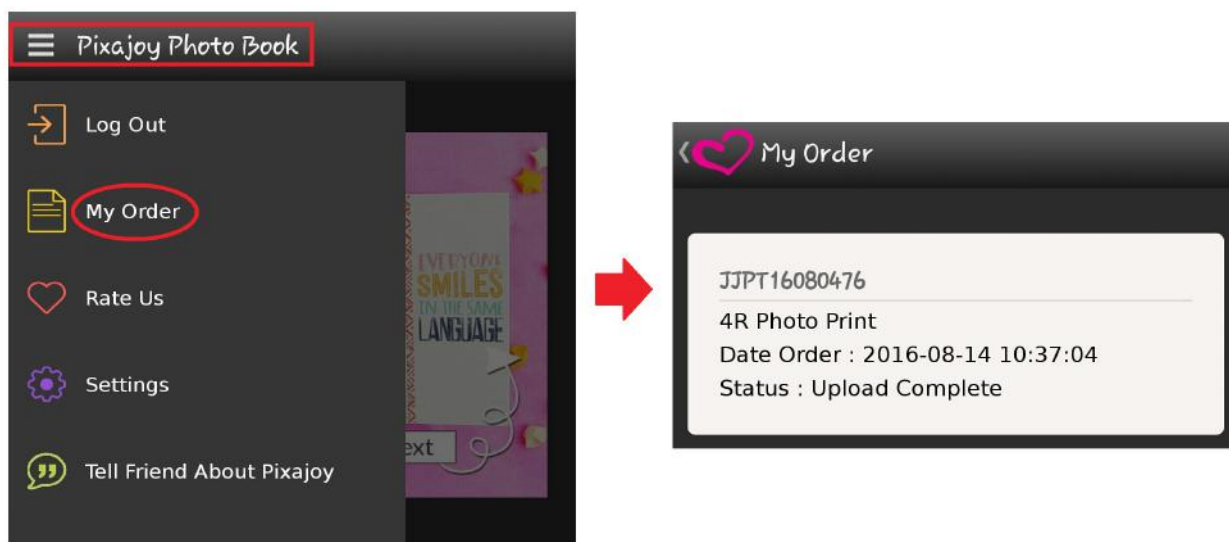 Pixajoy Photo Book
Log Out
My Order
Rate Us
Settings
Tell Friend About Pixajoy
EVERYONE
SMILES
IN THE SAME
LANGUAGE
ext
My Order
JJPT16080476
4R Photo Print
Date Order : 2016-08-14 10:37:04
Status : Upload Complete